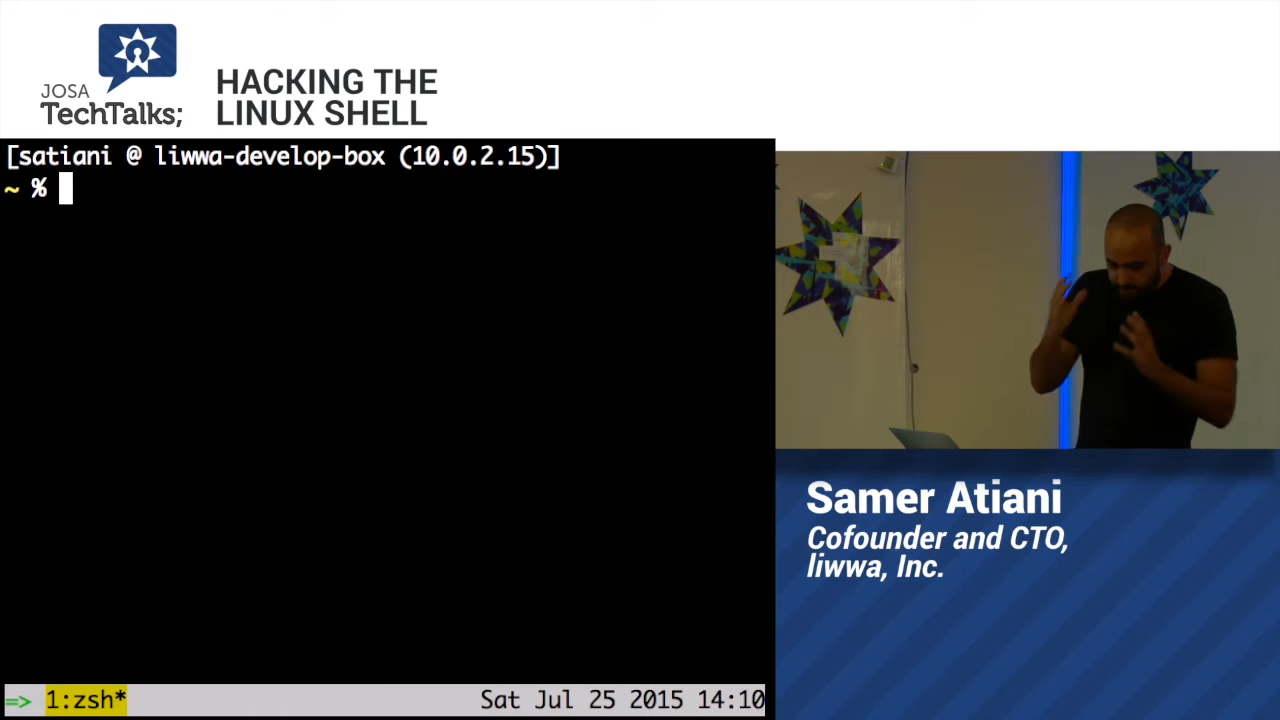 JOSA
TechTalks;
HACKING THE
LINUX SHELL
[satiani @ liwwa-develop-box (10.0.2.15)]
~ %
Samer Atiani
Cofounder and CTO,
liwwa, Inc.
=> 1:zsh* Sat Jul 25 2015 14:10